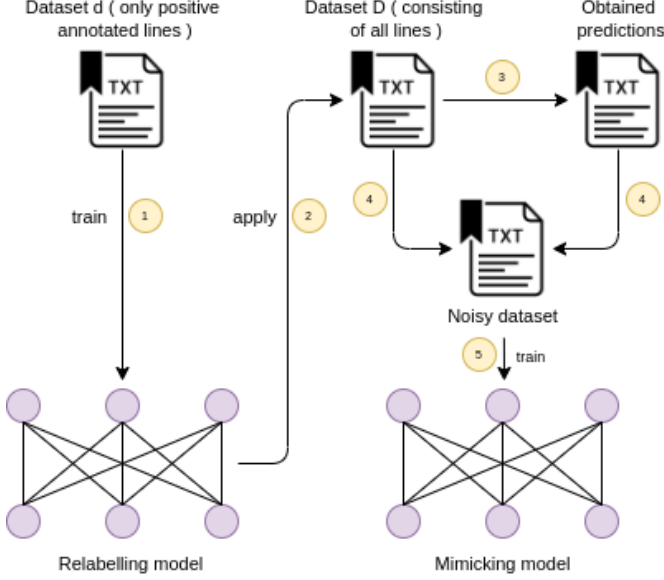 Dataset d ( only positive
annotated lines )
Dataset D ( consisting
of all lines )
Obtained
predictions
TXT
TXT
TXT
3
train
1
apply
2
4
4
TXT
Noisy dataset
5
train
Relabelling model
Mimicking model